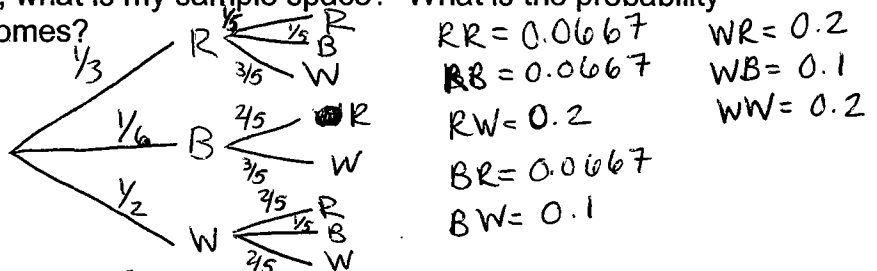 , what is my sample space? What is the probability
omes?
1/3 R 1/5 R
1/5 B
3/5 W
1/6 B 2/5 R
3/5 W
1/2 W 2/5 R
1/5 B
2/5 W
RR = 0.0667
RB = 0.0667
RW = 0.2
BR = 0.0667
BW = 0.1
WR = 0.2
WB = 0.1
WW = 0.2